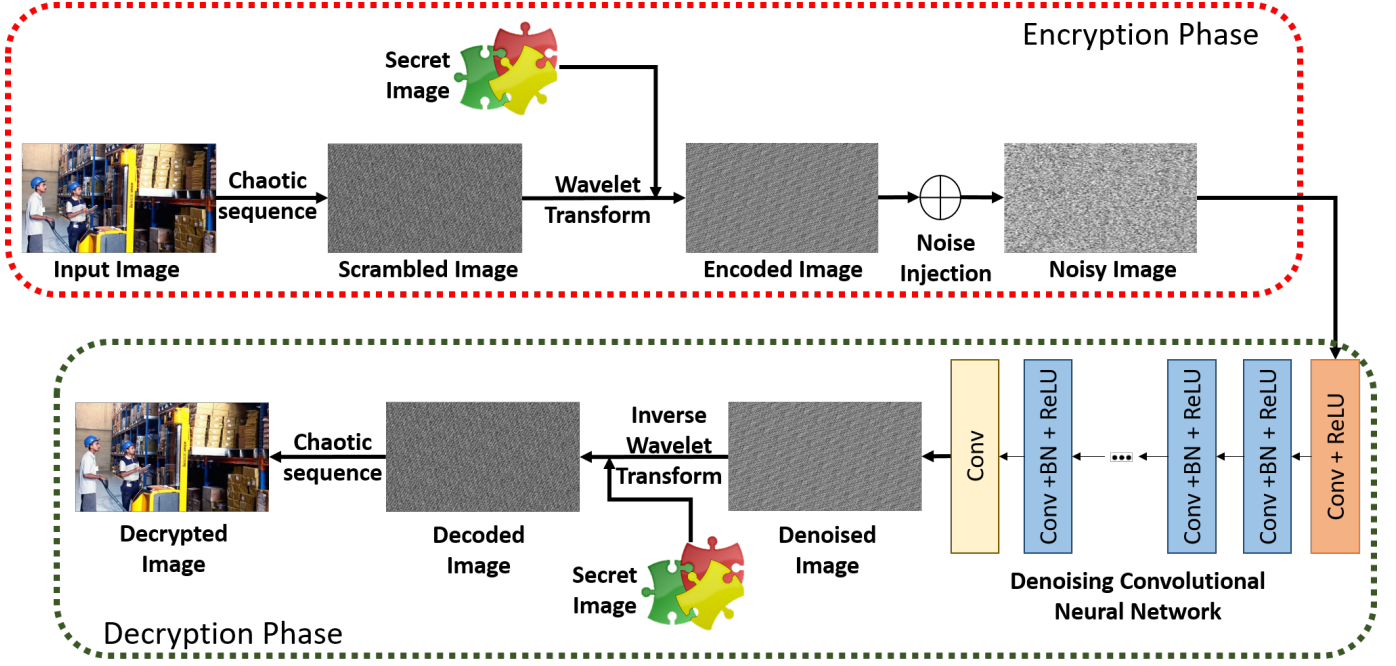 Encryption Phase
Secret
Image
Chaotic
sequence
Wavelet
Transform
Noise
Injection
Input Image
Scrambled Image
Encoded Image
Noisy Image
Conv + ReLU
Conv +BN + ReLU
Conv +BN + ReLU
Conv +BN + ReLU
Conv
Denoising Convolutional
Neural Network
Denoised
Image
Inverse
Wavelet
Transform
Secret
Image
Decoded
Image
Chaotic
sequence
Decrypted
Image
Decryption Phase